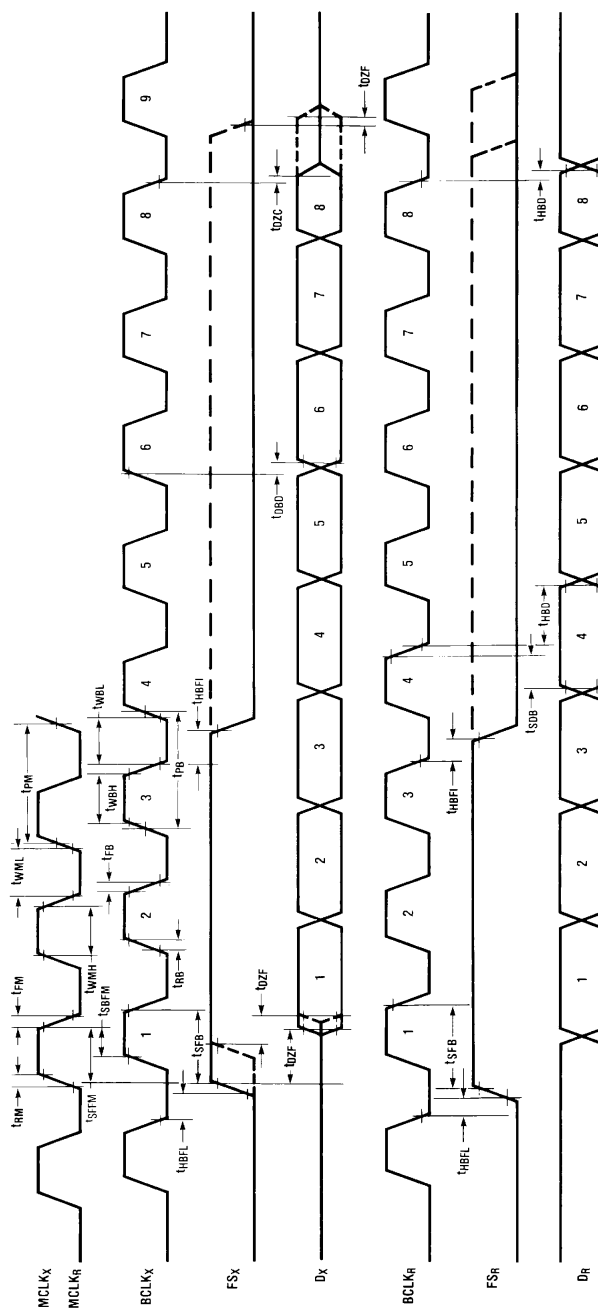 MCLKX
MCLKR
tRM
tFM
tWML
tPM
tSFFM
tSBFM
tWMH
BCLKX
1
2
3
4
5
6
7
8
9
tRB
tFB
tWBH
tWBL
tPB
FSX
tHBFL
tSFB
tDZF
tHBFI
DX
tDZF
1
2
3
4
5
6
7
8
tDBD
tDZC
tDZF
BCLKR
1
2
3
4
5
6
7
8
FSR
tHBFL
tSFB
tHBFI
DR
1
2
3
4
5
6
7
8
tSDB
tHBD
tHBD